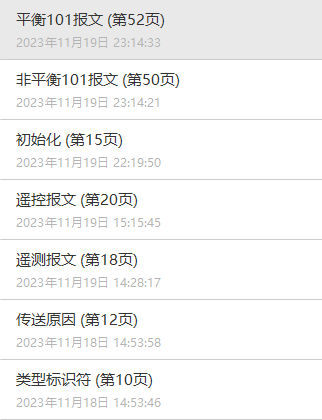 平衡101报文 (第52页)
2023年11月19日 23:14:33
非平衡101报文 (第50页)
2023年11月19日 23:14:21
初始化 (第15页)
2023年11月19日 22:19:50
遥控报文 (第20页)
2023年11月19日 15:15:45
遥测报文 (第18页)
2023年11月19日 14:28:17
传送原因 (第12页)
2023年11月18日 14:53:58
类型标识符 (第10页)
2023年11月18日 14:53:46